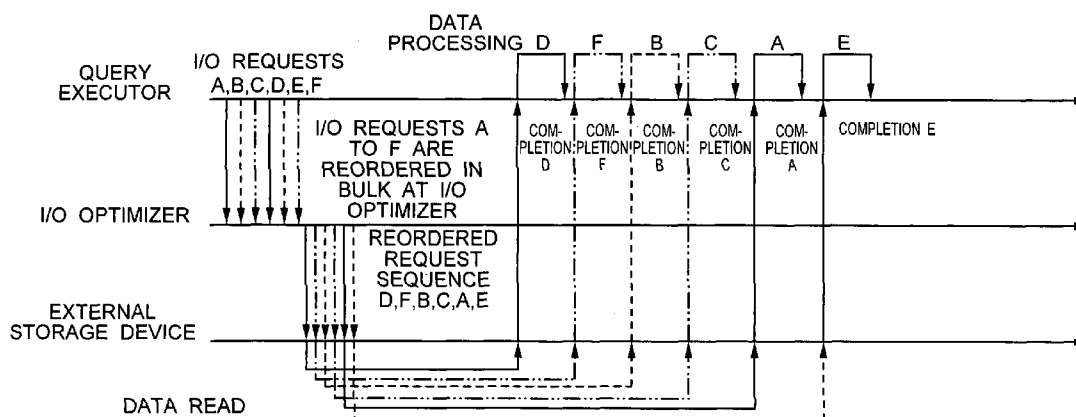 DATA
PROCESSING D F B C A E
I/O REQUESTS
A,B,C,D,E,F
QUERY
EXECUTOR
I/O REQUESTS A
TO F ARE
REORDERED IN
BULK AT I/O
OPTIMIZER
COM-
PLETION
D
COM-
PLETION
F
COM-
PLETION
B
COM-
PLETION
C
COM-
PLETION
A
COMPLETION E
I/O OPTIMIZER
REORDERED
REQUEST
SEQUENCE
D,F,B,C,A,E
EXTERNAL
STORAGE DEVICE
DATA READ